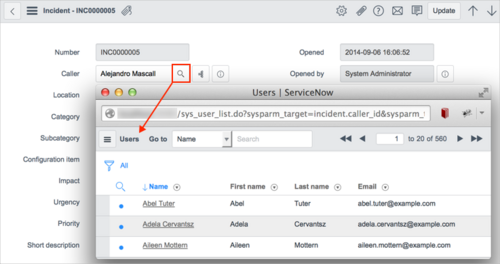 Incident - INC0000005
Update
Number INC0000005 Opened 2014-09-06 16:06:52
Caller Alejandro Mascall Opened by System Administrator
Location
Category
Subcategory
Configuration item
Impact
Urgency
Priority
Short description
Users | ServiceNow
/sys_user_list.do?sysparm_target=incident.caller_id&sysparm_
Users Go to Name Search 1 to 20 of 560
All
Name First name Last name Email
Abel Tuter Abel Tuter abel.tuter@example.com
Adela Cervantsz Adela Cervantsz adela.cervantsz@example.com
Aileen Mottern Aileen Mottern aileen.mottern@example.com